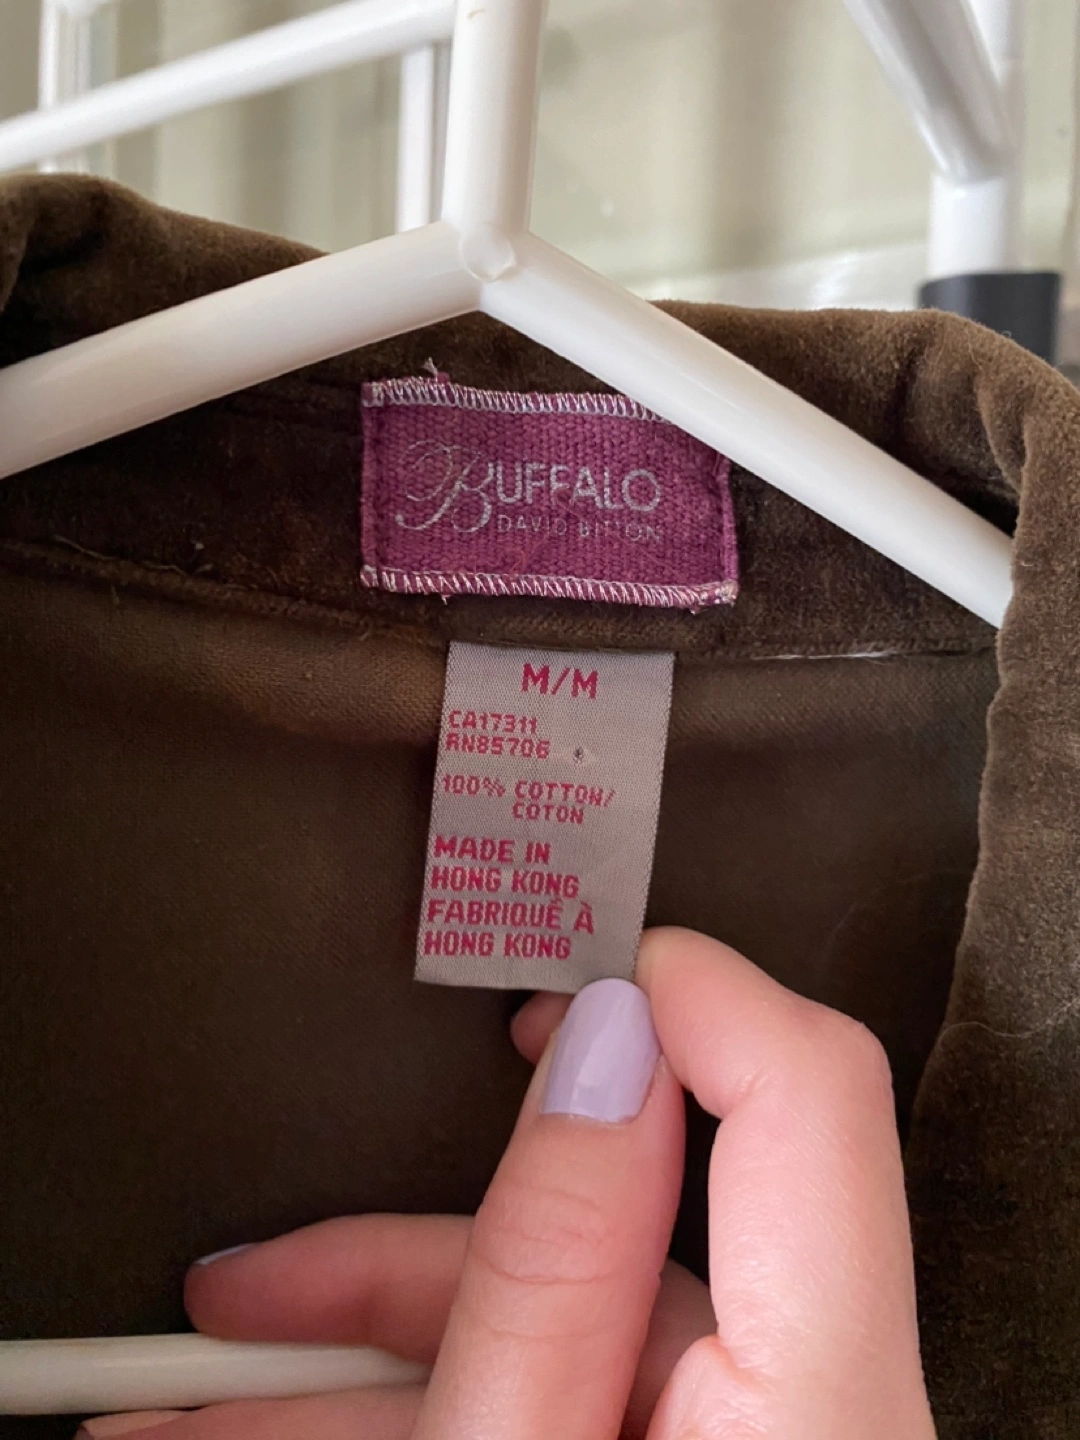 BUFFALO
DAVID BITTON
M/M
CA17311
RN85706
100% COTTON/
COTON
MADE IN
HONG KONG
FABRIQUÉ À
HONG KONG